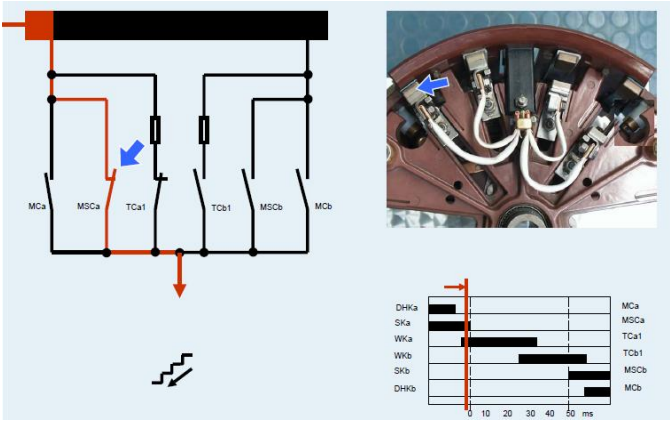 MCa MSCa TCa1 TCb1 MSCb MCb
DHKa MCa
SKa MSCa
WKa TCa1
WKb TCb1
SKb MSCb
DHKb MCb
0 10 20 30 40 50 ms